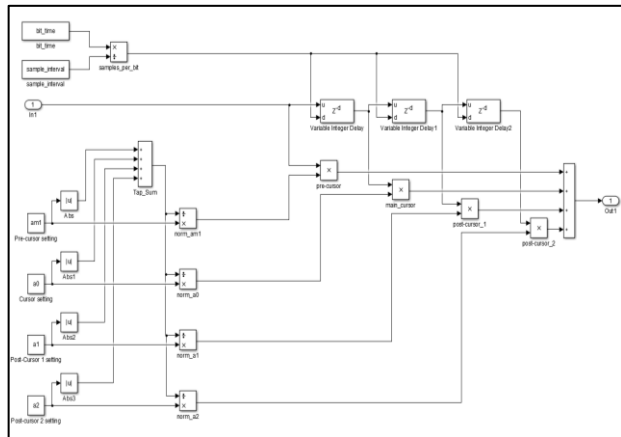 bit_time
bit_time
×
÷
samples_per_bit
sample_interval
sample_interval
1
In1
u
d
Z-d
Variable Integer Delay
u
d
Z-d
Variable Integer Delay1
u
d
Z-d
Variable Integer Delay2
+
+
+
+
Tap_Sum
×
pre-cursor
×
main_cursor
×
post-cursor_1
×
post-cursor_2
+
+
+
+
1
Out1
|u|
Abs
am1
Pre-cursor setting
÷
×
norm_am1
|u|
Abs1
a0
Cursor setting
÷
×
norm_a0
|u|
Abs2
a1
Post-Cursor 1 setting
÷
×
norm_a1
|u|
Abs3
a2
Post-cursor 2 setting
÷
×
norm_a2